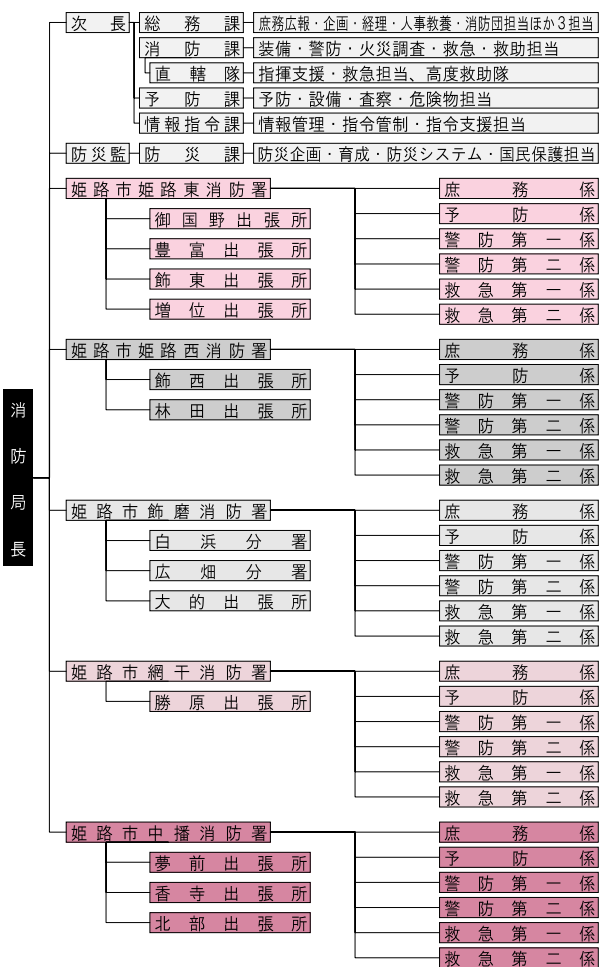 消防局長
次長 総務課 庶務広報・企画・経理・人事教養・消防団担当ほか3担当
消防課 装備・警防・火災調査・救急・救助担当
直轄隊 指揮支援・救急担当、高度救助隊
予防課 予防・設備・査察・危険物担当
情報指令課 情報管理・指令管制・指令支援担当
防災監 防災課 防災企画・育成・防災システム・国民保護担当
姫路市姫路東消防署
御国野出張所
豊富出張所
飾東出張所
増位出張所
庶務係
予防係
警防第一係
警防第二係
救急第一係
救急第二係
姫路市姫路西消防署
飾西出張所
林田出張所
庶務係
予防係
警防第一係
警防第二係
救急第一係
救急第二係
姫路市飾磨消防署
白浜分署
広畑分署
大的出張所
庶務係
予防係
警防第一係
警防第二係
救急第一係
救急第二係
姫路市網干消防署
勝原出張所
庶務係
予防係
警防第一係
警防第二係
救急第一係
救急第二係
姫路市中播消防署
夢前出張所
香寺出張所
北部出張所
庶務係
予防係
警防第一係
警防第二係
救急第一係
救急第二係